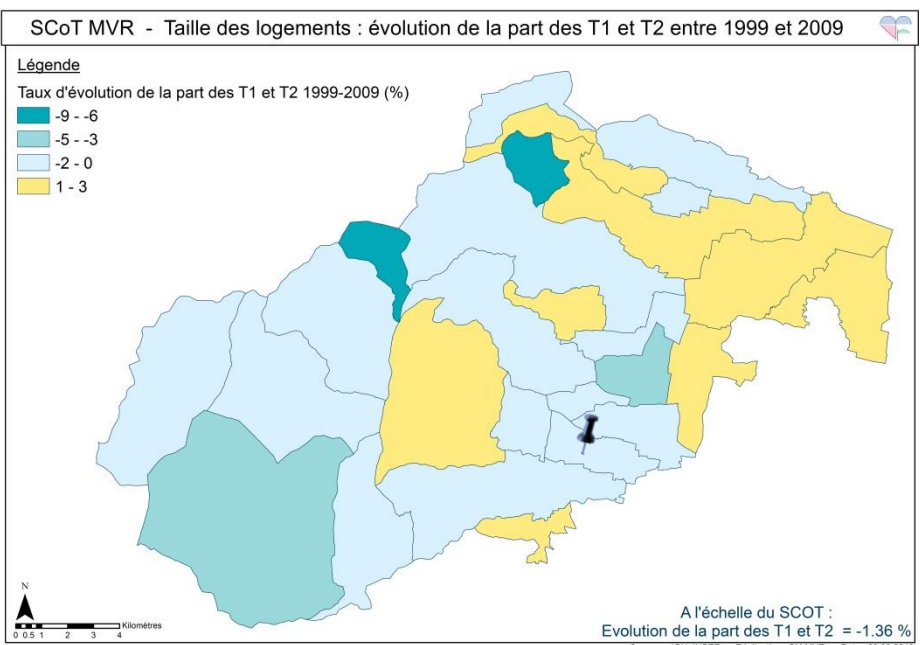 SCoT MVR - Taille des logements : évolution de la part des T1 et T2 entre 1999 et 2009
Légende
Taux d'évolution de la part des T1 et T2 1999-2009 (%)
-9 - -6
-5 - -3
-2 - 0
1 - 3
N
0 0.5 1 2 3 4 Kilomètres
A l'échelle du SCOT :
Evolution de la part des T1 et T2 = -1.36 %